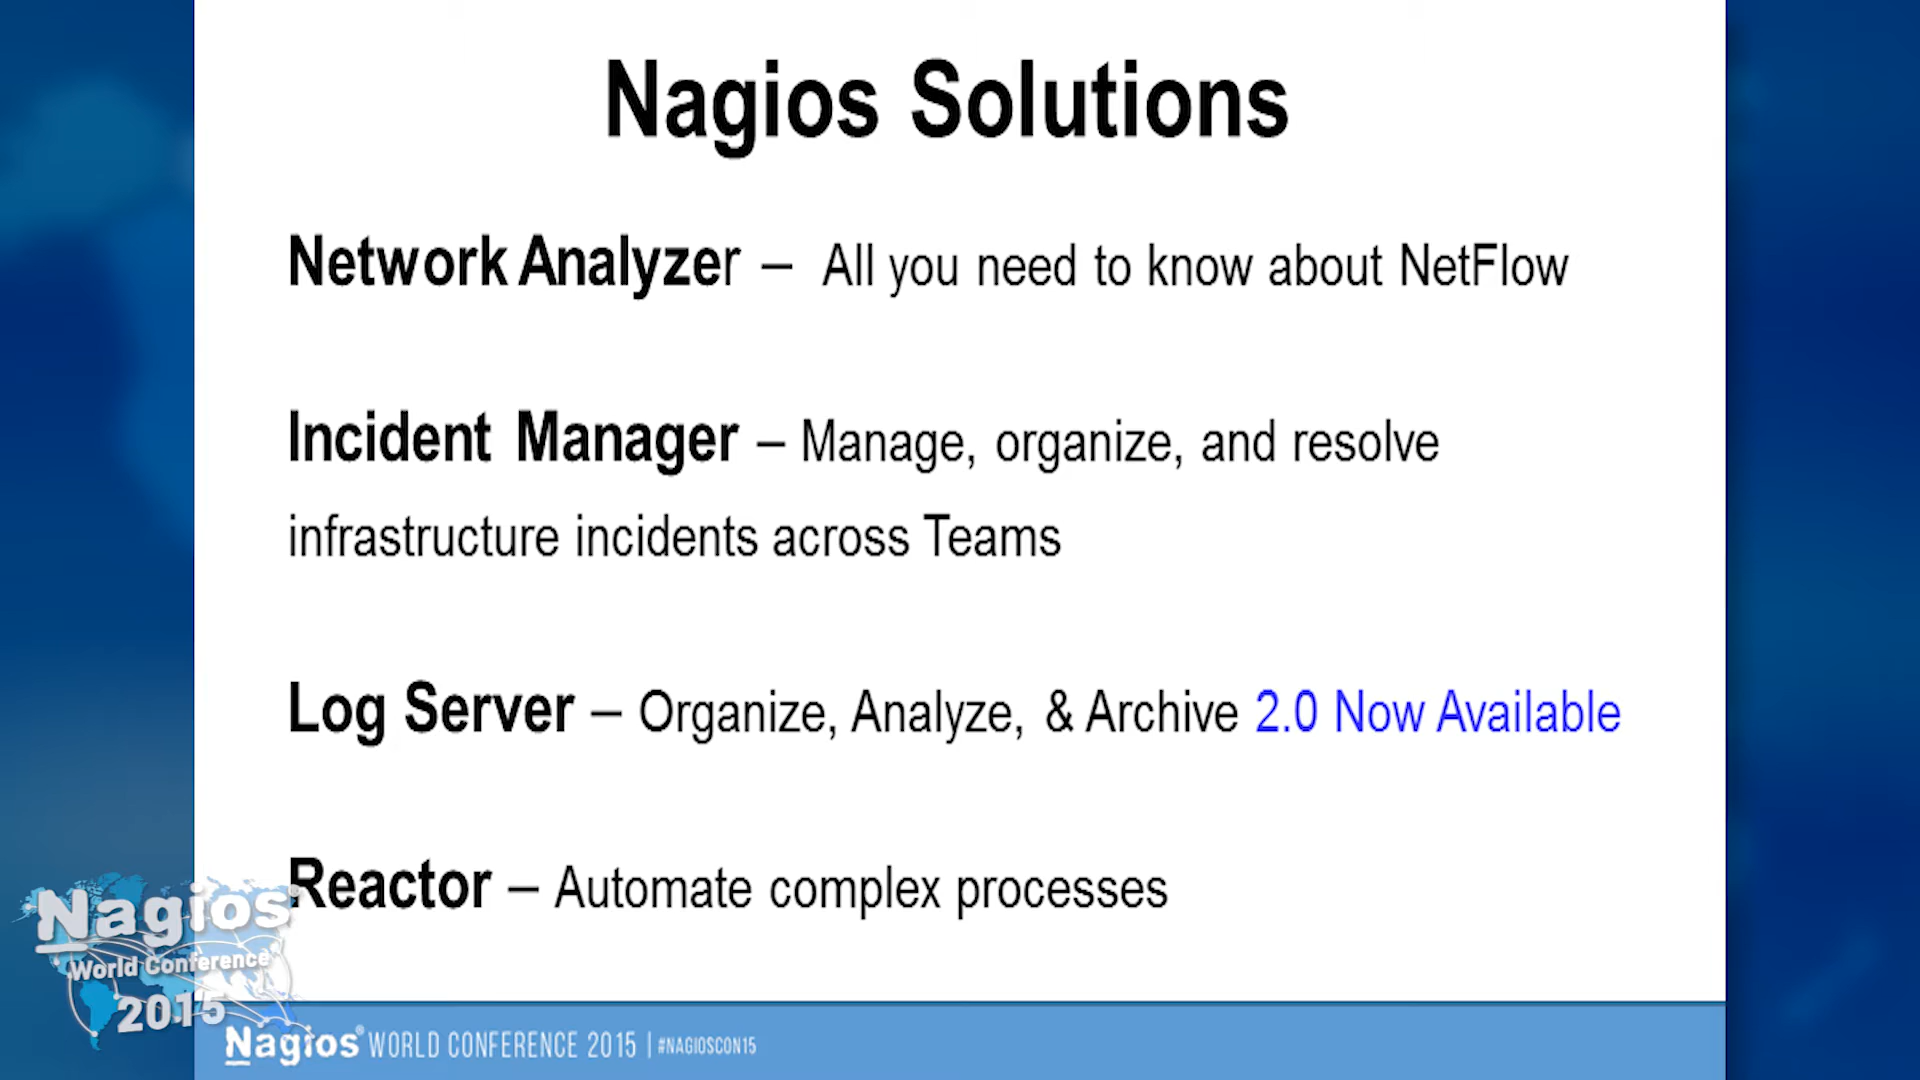 Nagios Solutions
Network Analyzer – All you need to know about NetFlow
Incident Manager – Manage, organize, and resolve
infrastructure incidents across Teams
Log Server – Organize, Analyze, & Archive 2.0 Now Available
Reactor – Automate complex processes
Nagios
World Conference
2015
Nagios® WORLD CONFERENCE 2015 | #NAGIOSCON15